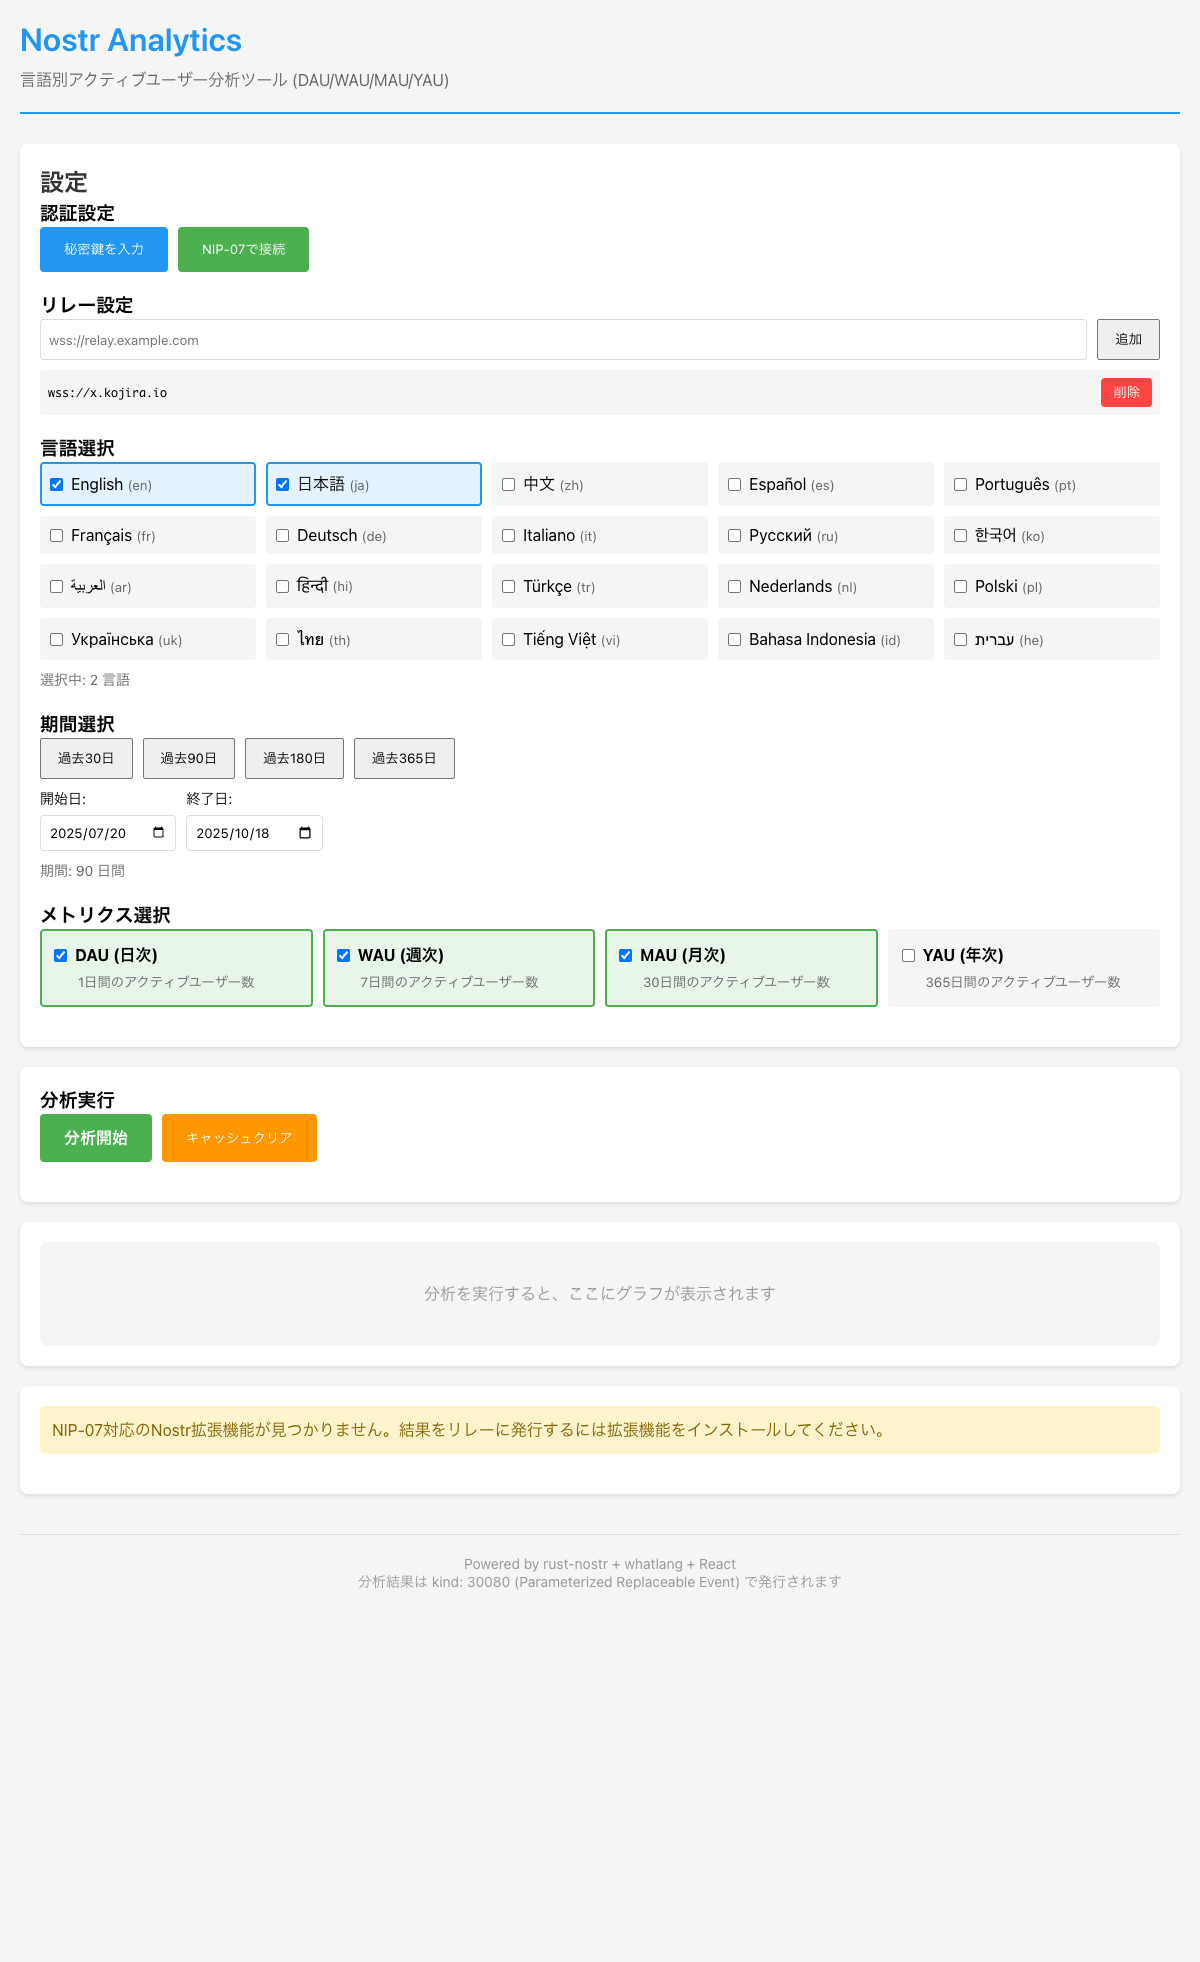 Nostr Analytics
言語別アクティブユーザー分析ツール (DAU/WAU/MAU/YAU)
設定
認証設定
秘密鍵を入力 NIP-07で接続
リレー設定
wss://relay.example.com 追加
wss://x.kojira.io 削除
言語選択
English (en) 日本語 (ja) 中文 (zh) Español (es) Português (pt)
Français (fr) Deutsch (de) Italiano (it) Русский (ru) 한국어 (ko)
العربية (ar) हिन्दी (hi) Türkçe (tr) Nederlands (nl) Polski (pl)
Українська (uk) ไทย (th) Tiếng Việt (vi) Bahasa Indonesia (id) עברית (he)
選択中: 2 言語
期間選択
過去30日 過去90日 過去180日 過去365日
開始日: 終了日:
2025/07/20 2025/10/18
期間: 90 日間
メトリクス選択
DAU (日次) WAU (週次) MAU (月次) YAU (年次)
1日間のアクティブユーザー数 7日間のアクティブユーザー数 30日間のアクティブユーザー数 365日間のアクティブユーザー数
分析実行
分析開始 キャッシュクリア
分析を実行すると、ここにグラフが表示されます
NIP-07対応のNostr拡張機能が見つかりません。結果をリレーに発行するには拡張機能をインストールしてください。
Powered by rust-nostr + whatlang + React
分析結果は kind: 30080 (Parameterized Replaceable Event) で発行されます